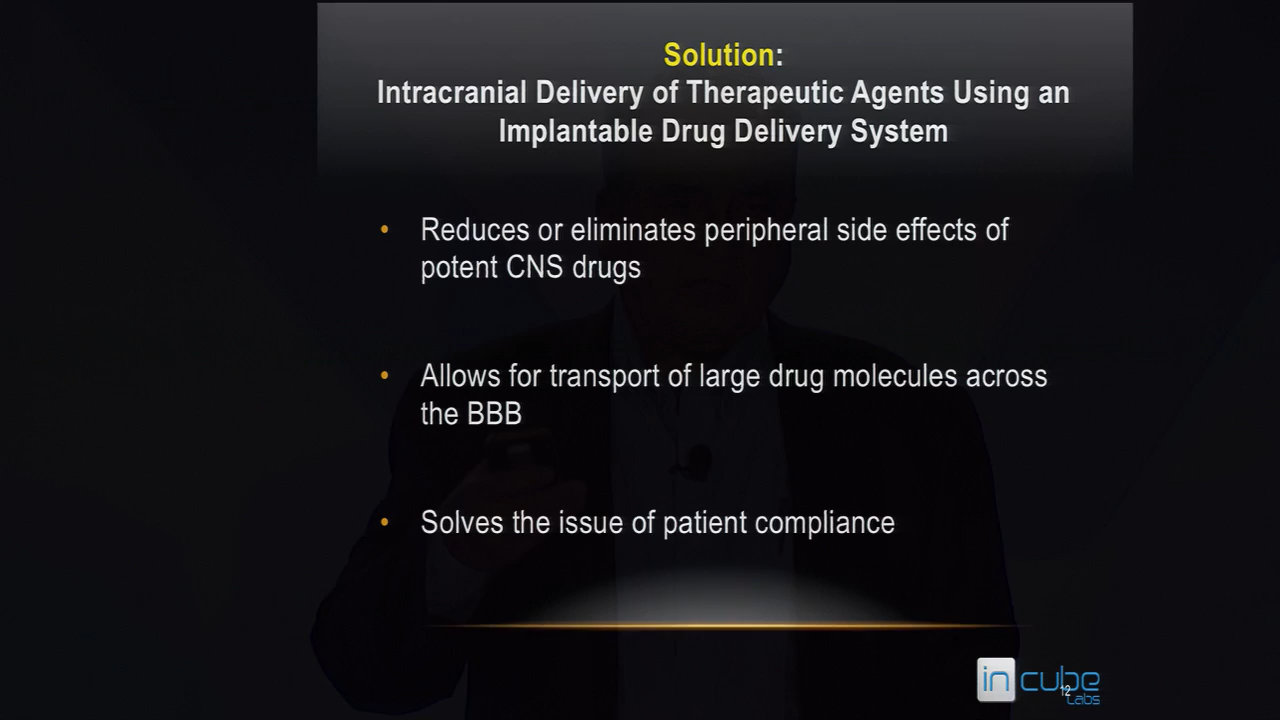 Solution:
Intracranial Delivery of Therapeutic Agents Using an
Implantable Drug Delivery System
• Reduces or eliminates peripheral side effects of
potent CNS drugs
• Allows for transport of large drug molecules across
the BBB
• Solves the issue of patient compliance
in cube
Labs
12